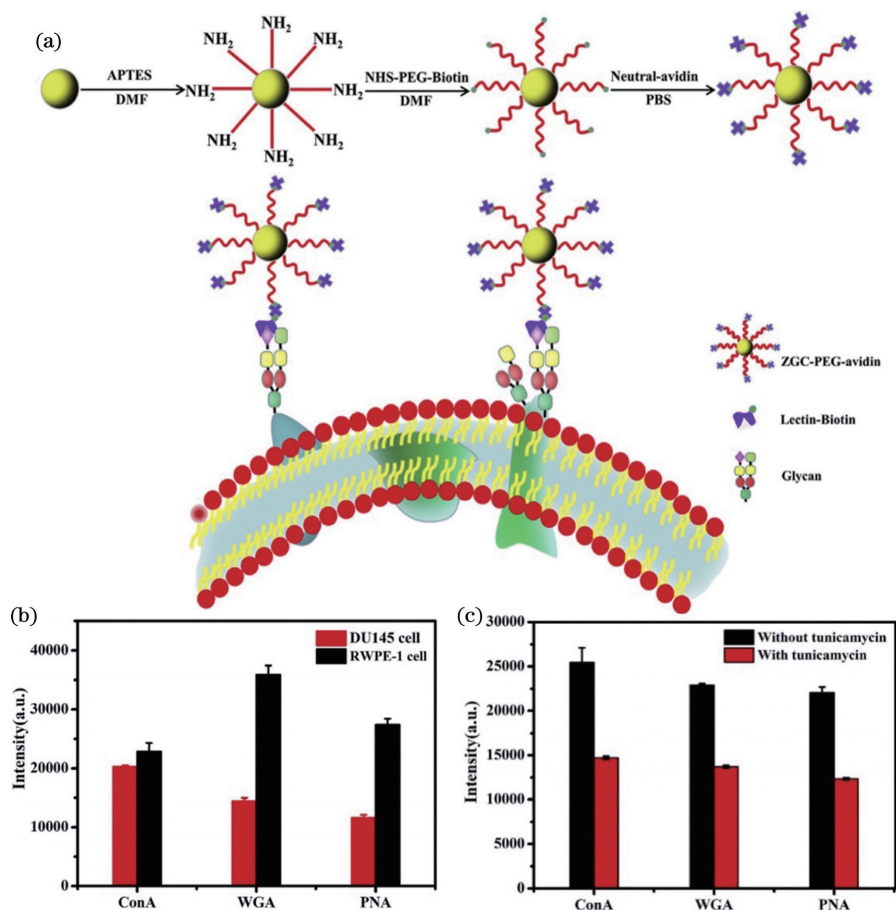 (a)
NH2
NH2
NH2
NH2
NH2
NH2
NH2
NH2
APTES
DMF
NHS-PEG-Biotin
DMF
Neutral-avidin
PBS
ZGC-PEG-avidin
Lectin-Biotin
Glycan
(b)
DU145 cell
RWPE-1 cell
Intensity(a.u.)
40000
30000
20000
10000
0
ConA
WGA
PNA
(c)
Without tunicamycin
With tunicamycin
Intensity(a.u.)
30000
25000
20000
15000
10000
5000
0
ConA
WGA
PNA